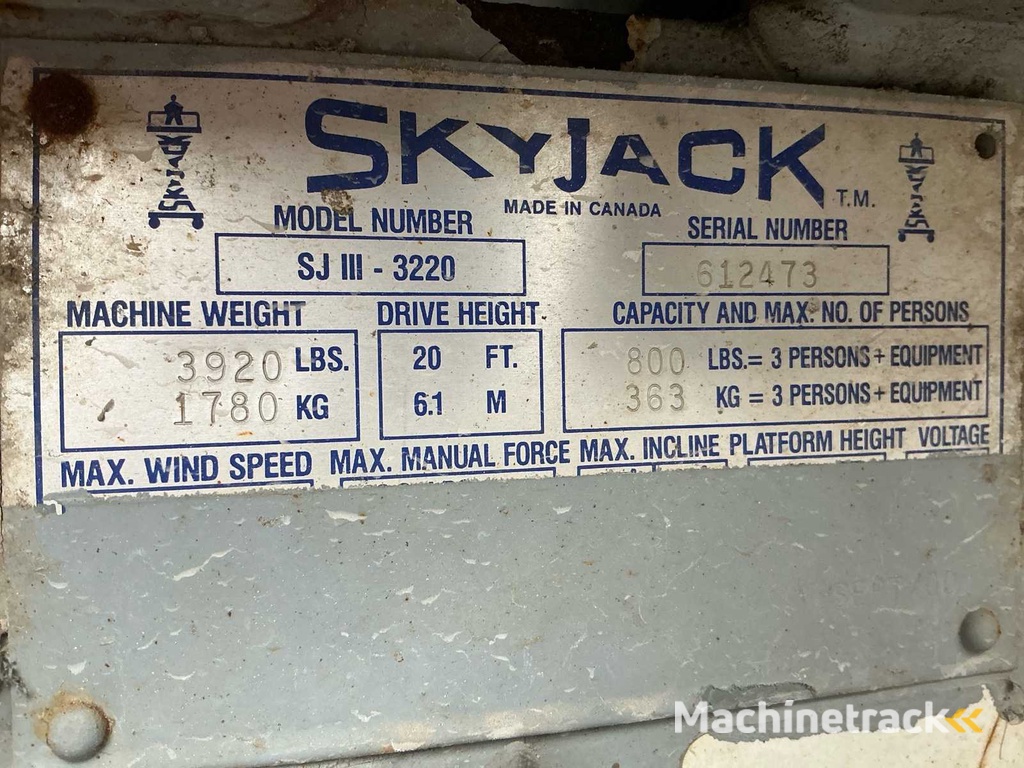 SKYJACK T.M.
SKYJACK
SKYJACK
MADE IN CANADA
MODEL NUMBER
SERIAL NUMBER
SJ III - 3220
612473
MACHINE WEIGHT
DRIVE HEIGHT
CAPACITY AND MAX. NO. OF PERSONS
3920 LBS.
20 FT.
800 LBS. = 3 PERSONS + EQUIPMENT
1780 KG
6.1 M
363 KG = 3 PERSONS + EQUIPMENT
MAX. WIND SPEED
MAX. MANUAL FORCE
MAX. INCLINE
PLATFORM HEIGHT
VOLTAGE
Machinetrack